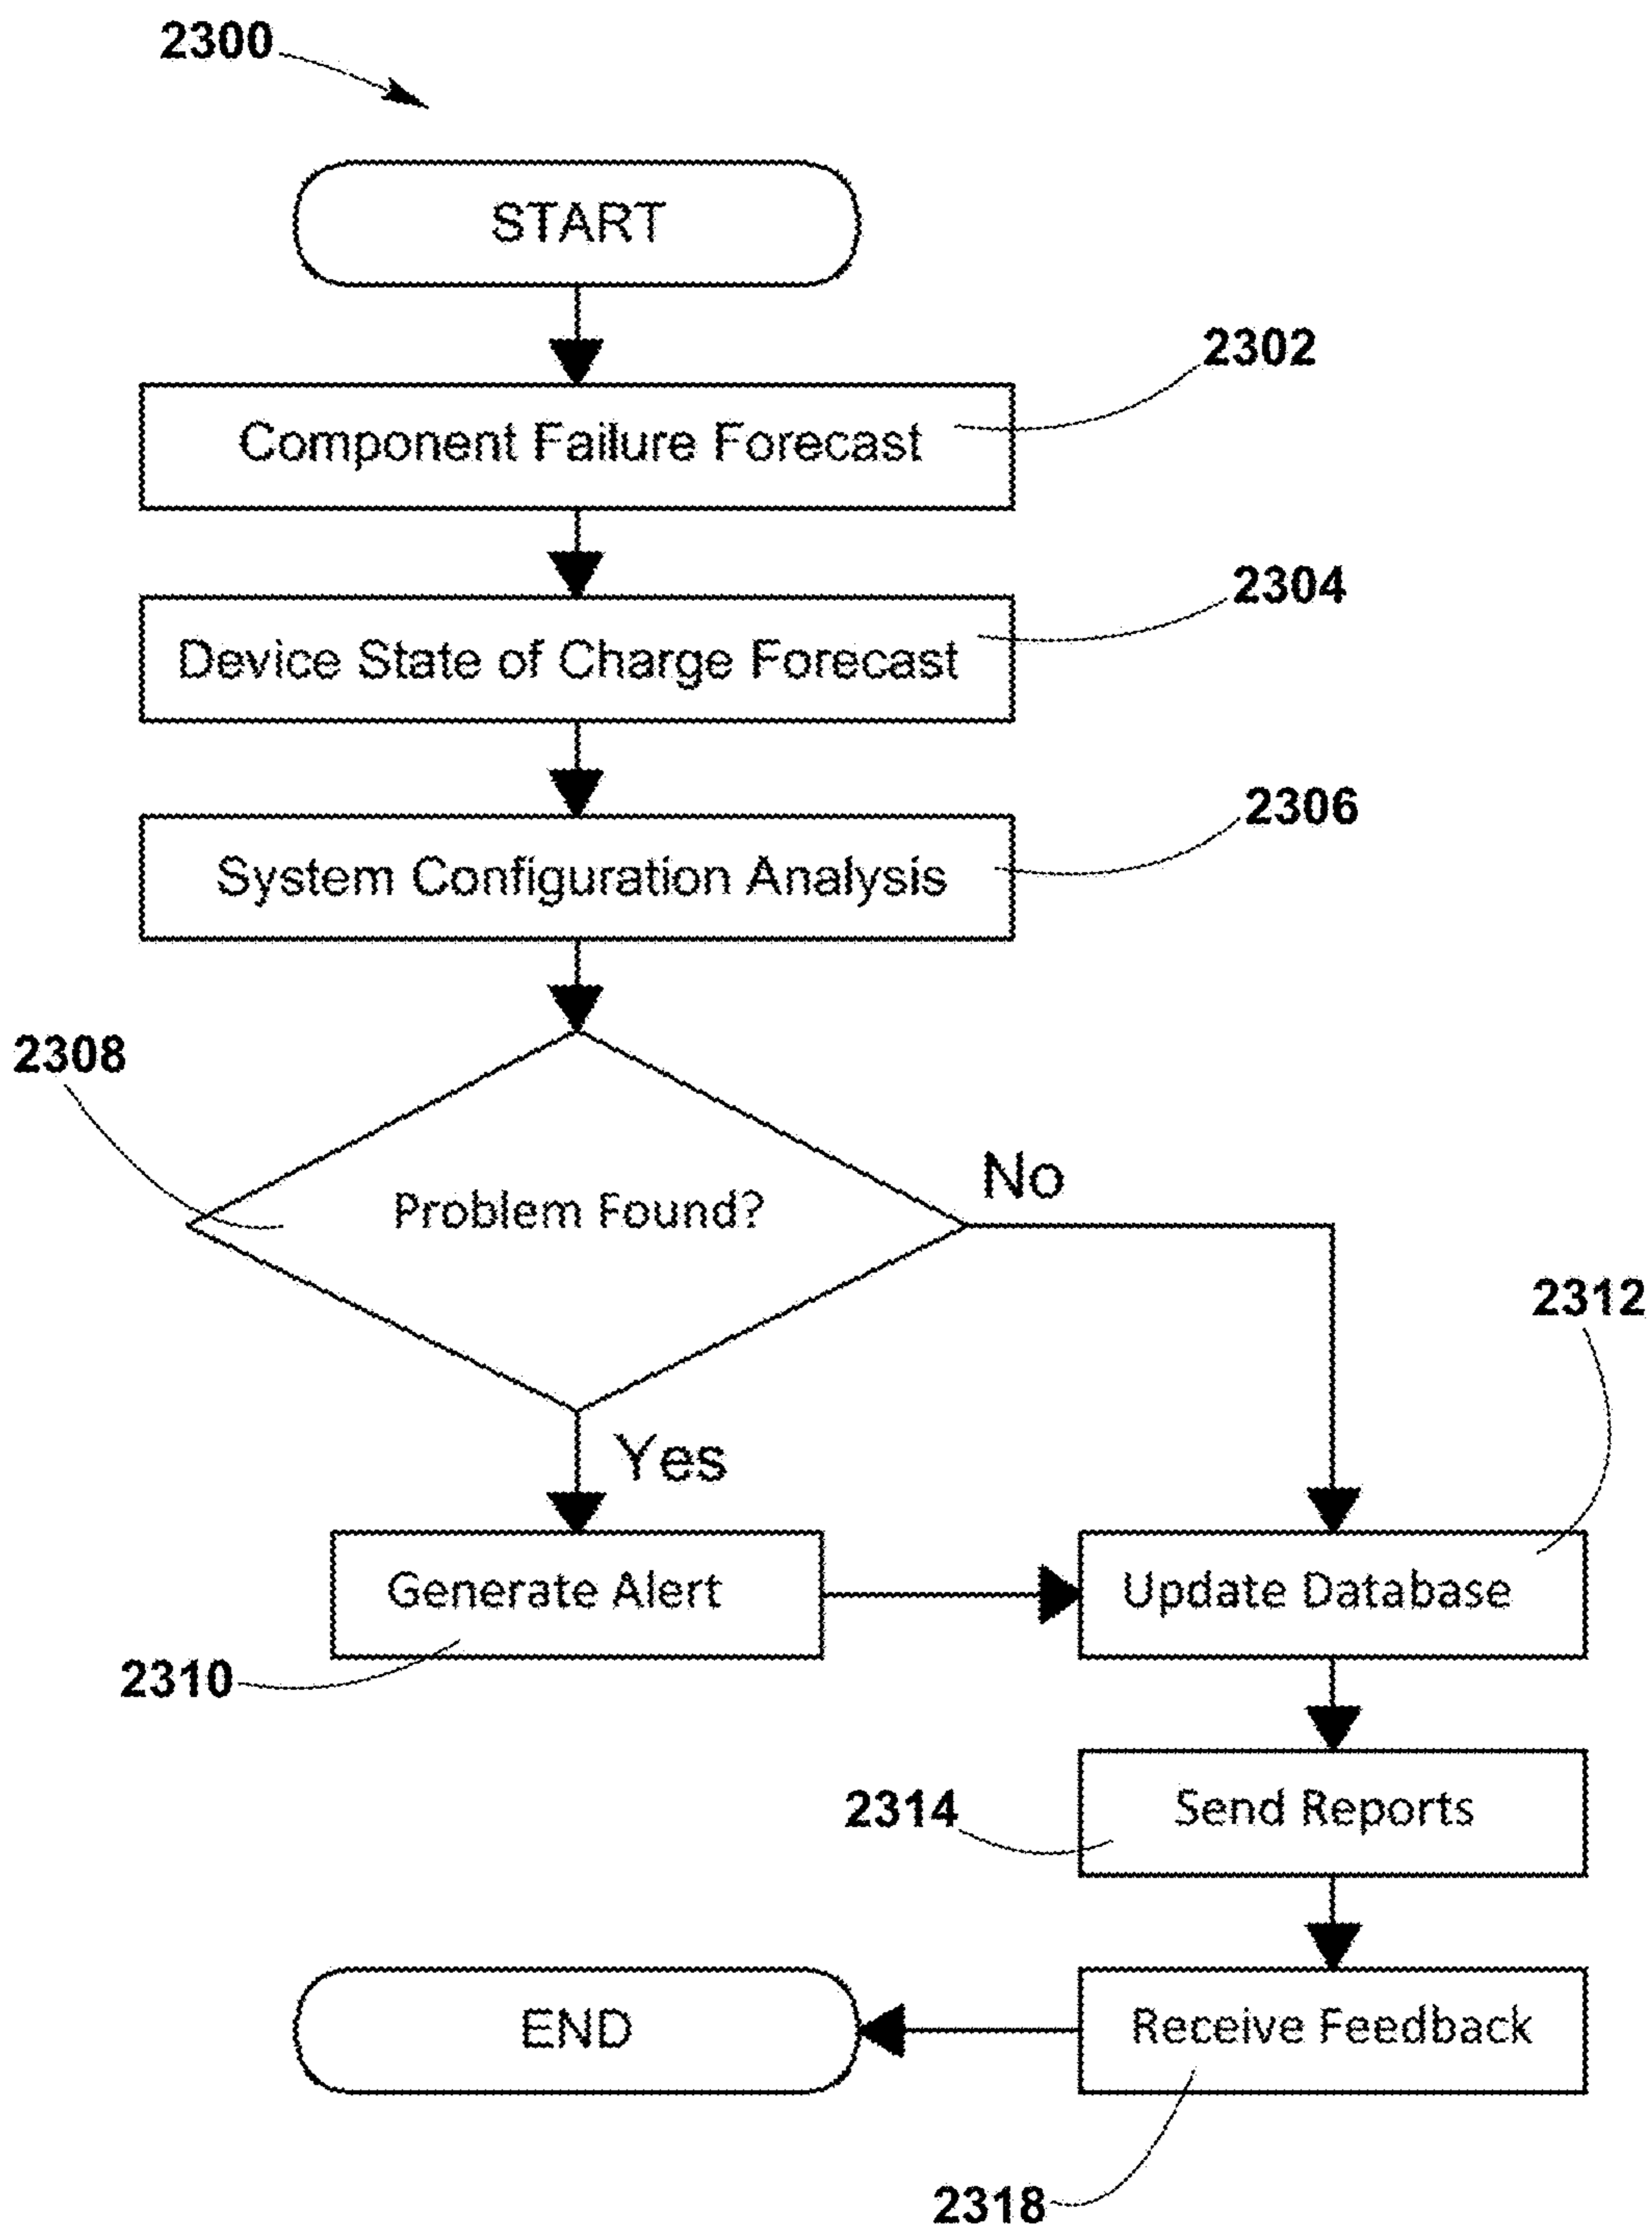 2300
START
2302
Component Failure Forecast
2304
Device State of Charge Forecast
2306
System Configuration Analysis
2308
Problem Found?
No
2312
Yes
Generate Alert
Update Database
2310
2314
Send Reports
END
Receive Feedback
2318